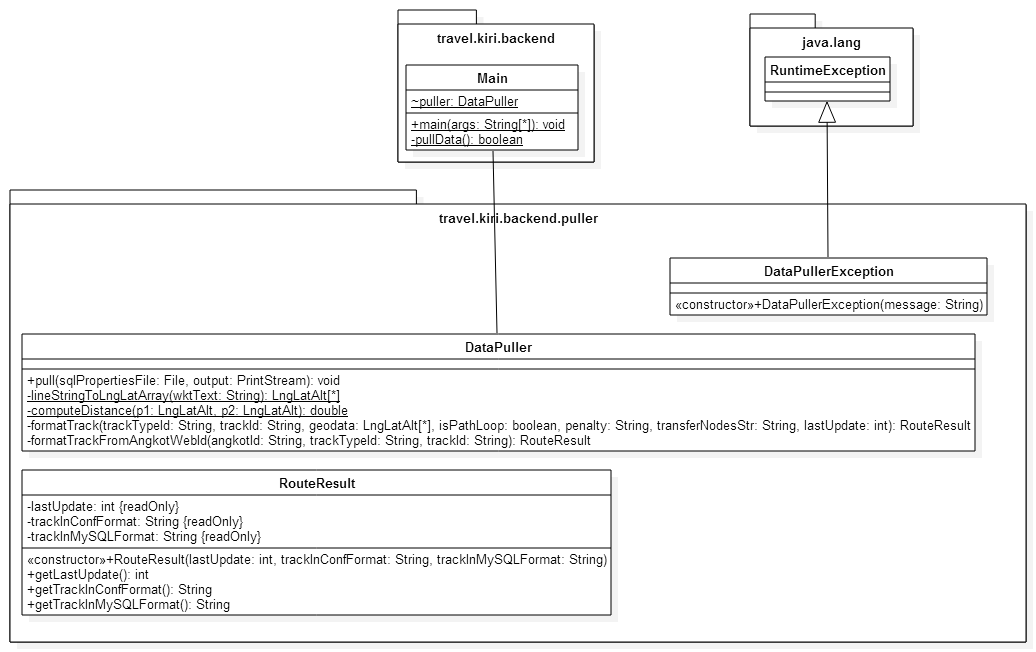 travel.kiri.backend
Main
~puller: DataPuller
+main(args: String[*]): void
-pullData(): boolean
java.lang
RuntimeException
travel.kiri.backend.puller
DataPullerException
«constructor»+DataPullerException(message: String)
DataPuller
+pull(sqlPropertiesFile: File, output: PrintStream): void
-lineStringToLngLatArray(wktText: String): LngLatAlt[*]
-computeDistance(p1: LngLatAlt, p2: LngLatAlt): double
-formatTrack(trackTypeId: String, trackId: String, geodata: LngLatAlt[*], isPathLoop: boolean, penalty: String, transferNodesStr: String, lastUpdate: int): RouteResult
-formatTrackFromAngkotWebId(angkotId: String, trackTypeId: String, trackId: String): RouteResult
RouteResult
-lastUpdate: int {readOnly}
-trackInConfFormat: String {readOnly}
-trackInMySQLFormat: String {readOnly}
«constructor»+RouteResult(lastUpdate: int, trackInConfFormat: String, trackInMySQLFormat: String)
+getLastUpdate(): int
+getTrackInConfFormat(): String
+getTrackInMySQLFormat(): String